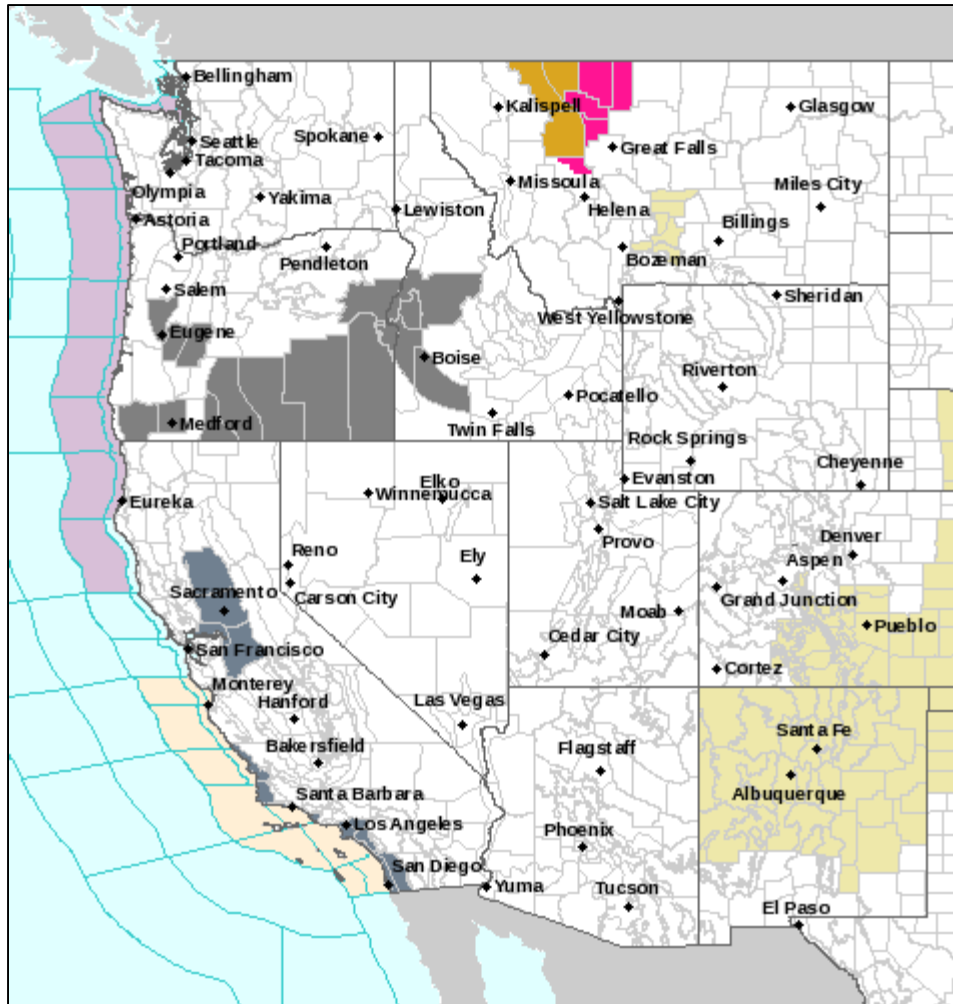 Bellingham
Kalispell
Glasgow
Spokane
Seattle
Great Falls
Tacoma
Missoula
Miles City
Olympia
Yakima
Helena
Lewiston
Astoria
Billings
Portland
Pendleton
Bozeman
Salem
Sheridan
West Yellowstone
Eugene
Boise
Riverton
Pocatello
Medford
Twin Falls
Rock Springs
Cheyenne
Elko
Evanston
Winnemucca
Eureka
Salt Lake City
Denver
Provo
Reno
Ely
Aspen
Sacramento
Carson City
Grand Junction
Moab
Pueblo
Cedar City
San Francisco
Cortez
Monterey
Hanford
Las Vegas
Santa Fe
Bakersfield
Flagstaff
Albuquerque
Santa Barbara
Los Angeles
Phoenix
San Diego
Yuma
Tucson
El Paso